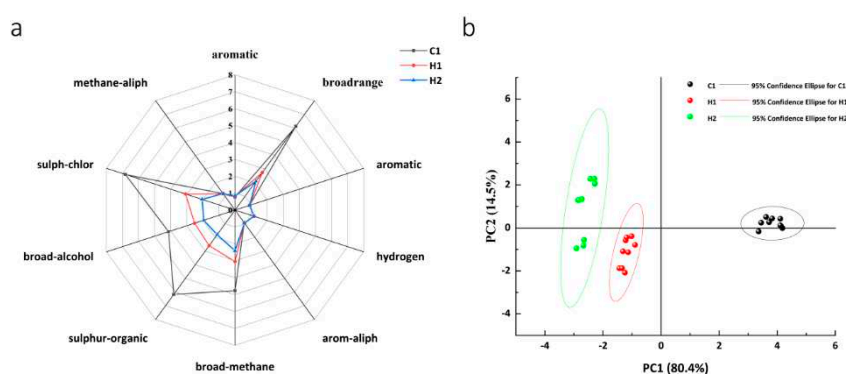 a
b
aromatic
8
7
6
5
4
3
2
1
0
C1
H1
H2
methane-aliph
broadrange
sulph-chlor
aromatic
broad-alcohol
hydrogen
sulphur-organic
arom-aliph
broad-methane
C1 95% Confidence Ellipse for C1
H1 95% Confidence Ellipse for H1
H2 95% Confidence Ellipse for H2
6
4
2
0
-2
-4
PC2 (14.5%)
-4 -2 0 2 4 6
PC1 (80.4%)